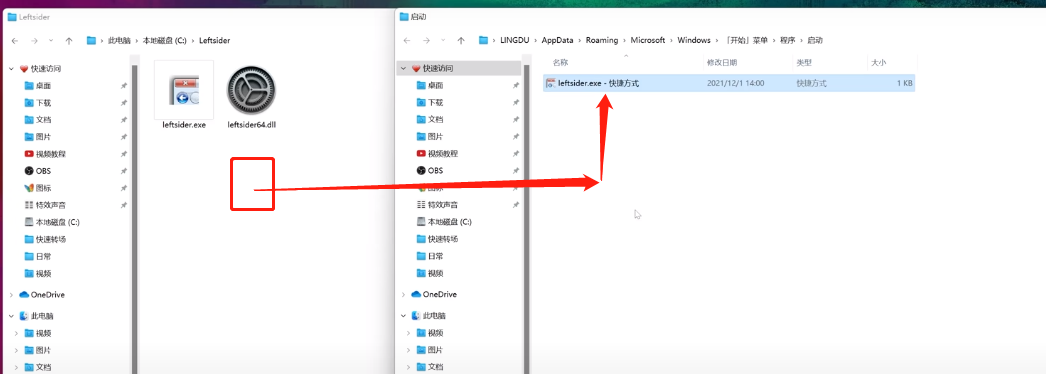 Leftsider
此电脑 › 本地磁盘 (C:) › Leftsider
快速访问
桌面
下载
文档
图片
视频教程
OBS
图标
特效声音
本地磁盘 (C:)
快速转场
日常
视频
OneDrive
此电脑
视频
图片
文档
leftsider.exe
leftsider64.dll
启动
LINGDU › AppData › Roaming › Microsoft › Windows › 「开始」菜单 › 程序 › 启动
快速访问
桌面
下载
文档
图片
视频教程
OBS
图标
特效声音
本地磁盘 (C:)
快速转场
日常
视频
OneDrive
此电脑
视频
图片
文档
名称 修改日期 类型 大小
leftsider.exe - 快捷方式 2021/12/1 14:00 快捷方式 1 KB